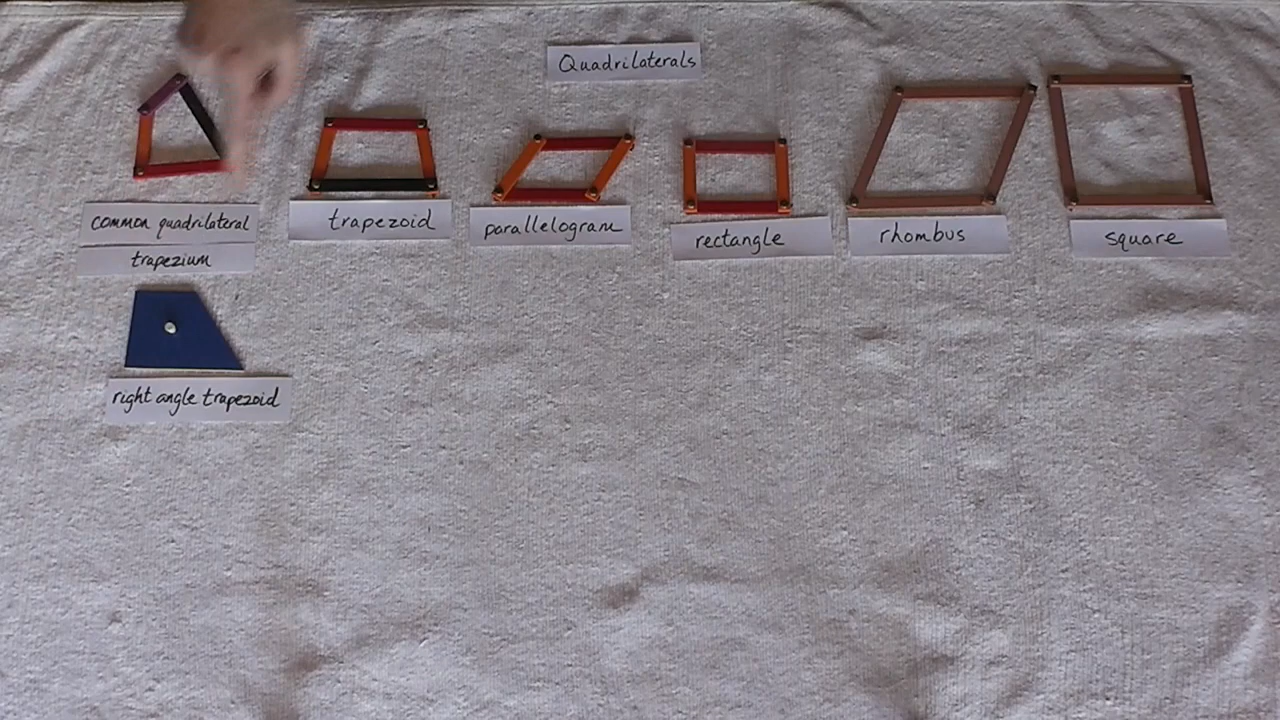 Quadrilaterals
common quadrilateral
trapezium
trapezoid
parallelogram
rectangle
rhombus
square
right angle trapezoid